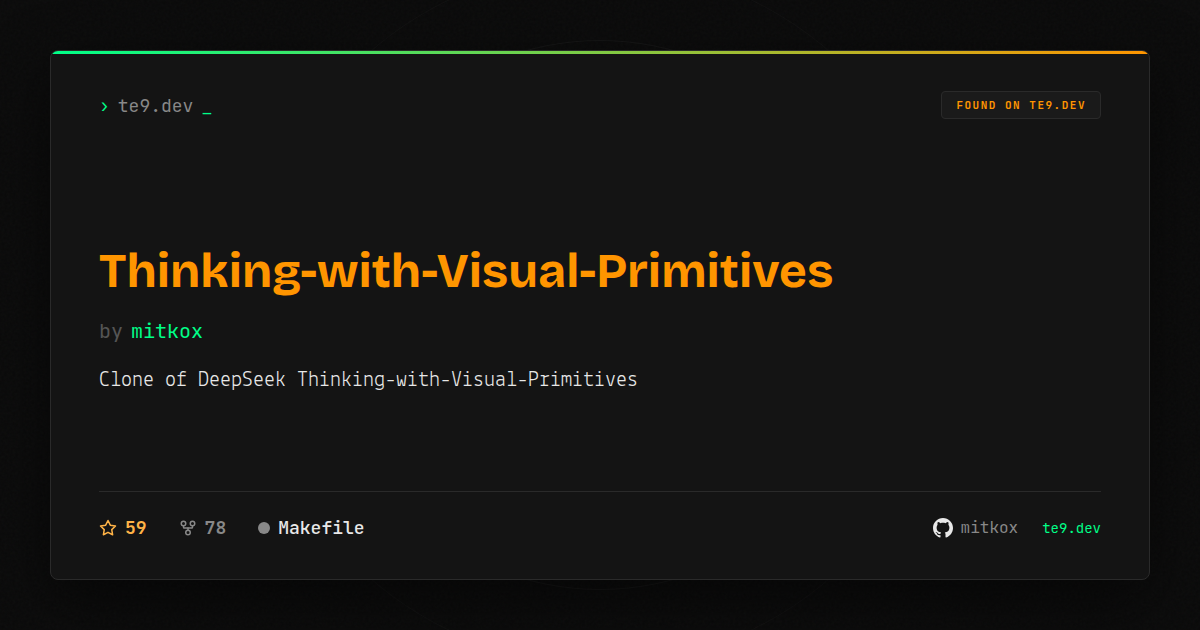 › te9.dev _
FOUND ON TE9.DEV
Thinking-with-Visual-Primitives
by mitkox
Clone of DeepSeek Thinking-with-Visual-Primitives
59 78 Makefile
mitkox te9.dev